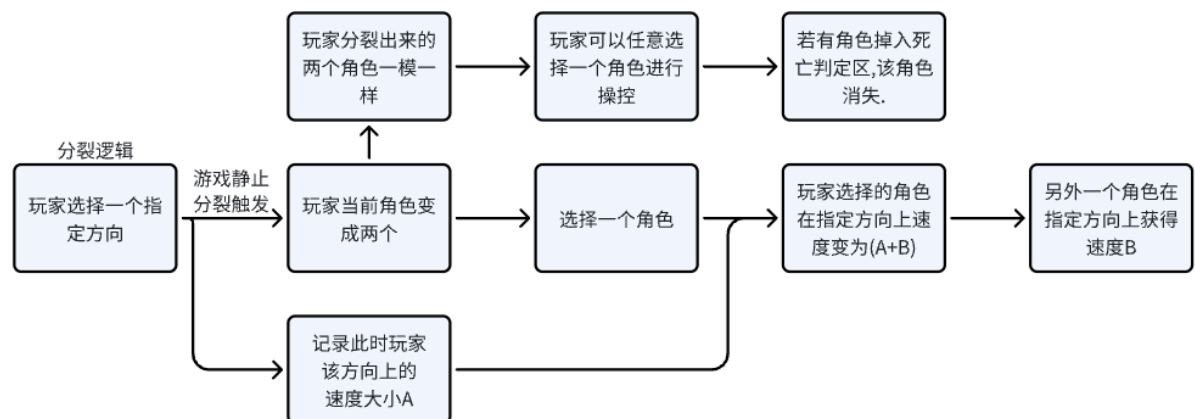 玩家分裂出来的
两个角色一模一
样
玩家可以任意选
择一个角色进行
操控
若有角色掉入死
亡判定区,该角色
消失.
分裂逻辑
玩家选择一个指
定方向
游戏静止
分裂触发
玩家当前角色变
成两个
选择一个角色
玩家选择的角色
在指定方向上速
度变为(A+B)
另外一个角色在
指定方向上获得
速度B
记录此时玩家
该方向上的
速度大小A